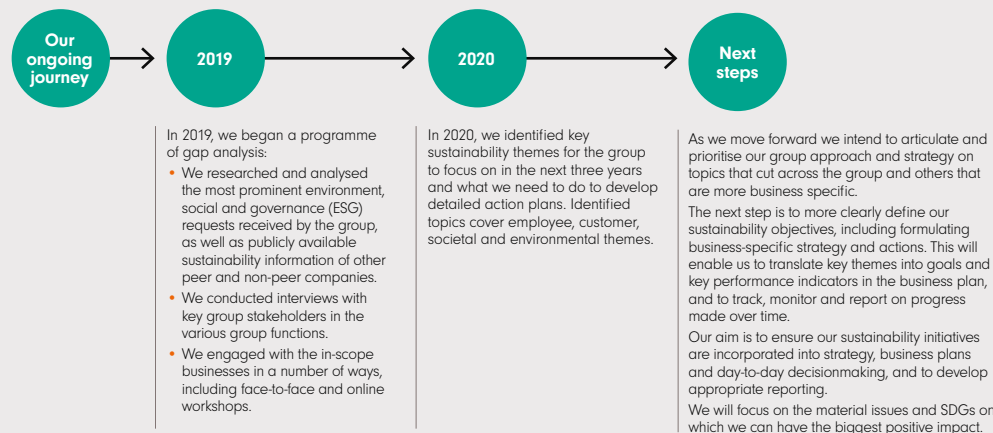 Our
ongoing
journey
2019
2020
Next
steps
In 2019, we began a programme
of gap analysis:
• We researched and analysed
the most prominent environment,
social and governance (ESG)
requests received by the group,
as well as publicly available
sustainability information of other
peer and non-peer companies.
• We conducted interviews with
key group stakeholders in the
various group functions.
• We engaged with the in-scope
businesses in a number of ways,
including face-to-face and online
workshops.
In 2020, we identified key
sustainability themes for the group
to focus on in the next three years
and what we need to do to develop
detailed action plans. Identified
topics cover employee, customer,
societal and environmental themes.
As we move forward we intend to articulate and
prioritise our group approach and strategy on
topics that cut across the group and others that
are more business specific.
The next step is to more clearly define our
sustainability objectives, including formulating
business-specific strategy and actions. This will
enable us to translate key themes into goals and
key performance indicators in the business plan,
and to track, monitor and report on progress
made over time.
Our aim is to ensure our sustainability initiatives
are incorporated into strategy, business plans
and day-to-day decisionmaking, and to develop
appropriate reporting.
We will focus on the material issues and SDGs on
which we can have the biggest positive impact.